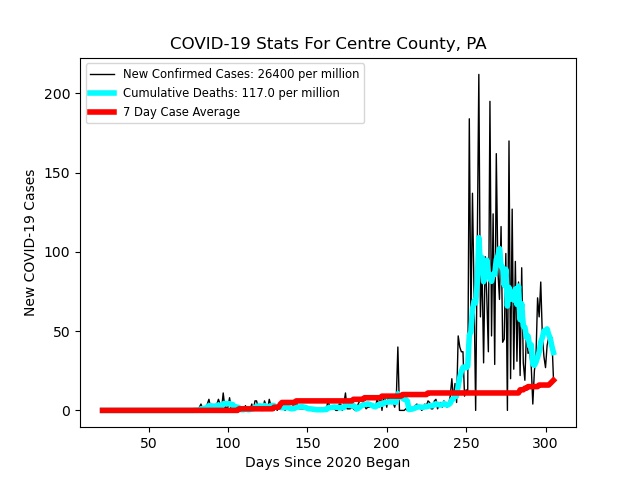 COVID-19 Stats For Centre County, PA
New Confirmed Cases: 26400 per million
Cumulative Deaths: 117.0 per million
7 Day Case Average
New COVID-19 Cases
200
150
100
50
0
50 100 150 200 250 300
Days Since 2020 Began